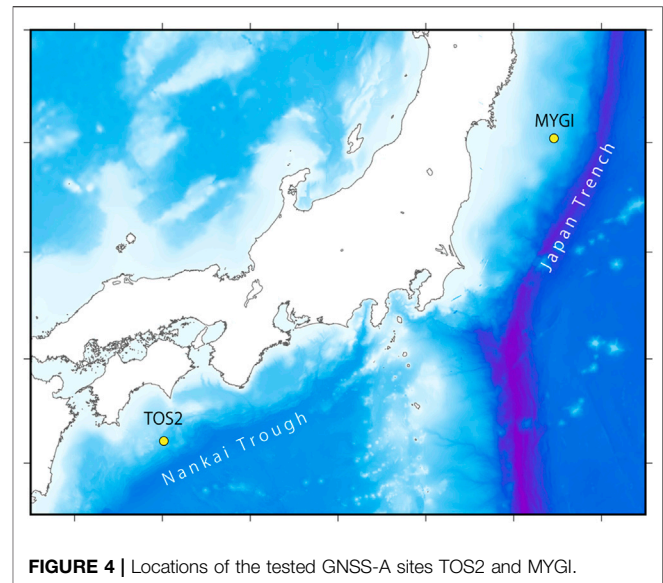 MYGI
Japan Trench
TOS2
Nankai Trough
FIGURE 4 | Locations of the tested GNSS-A sites TOS2 and MYGI.